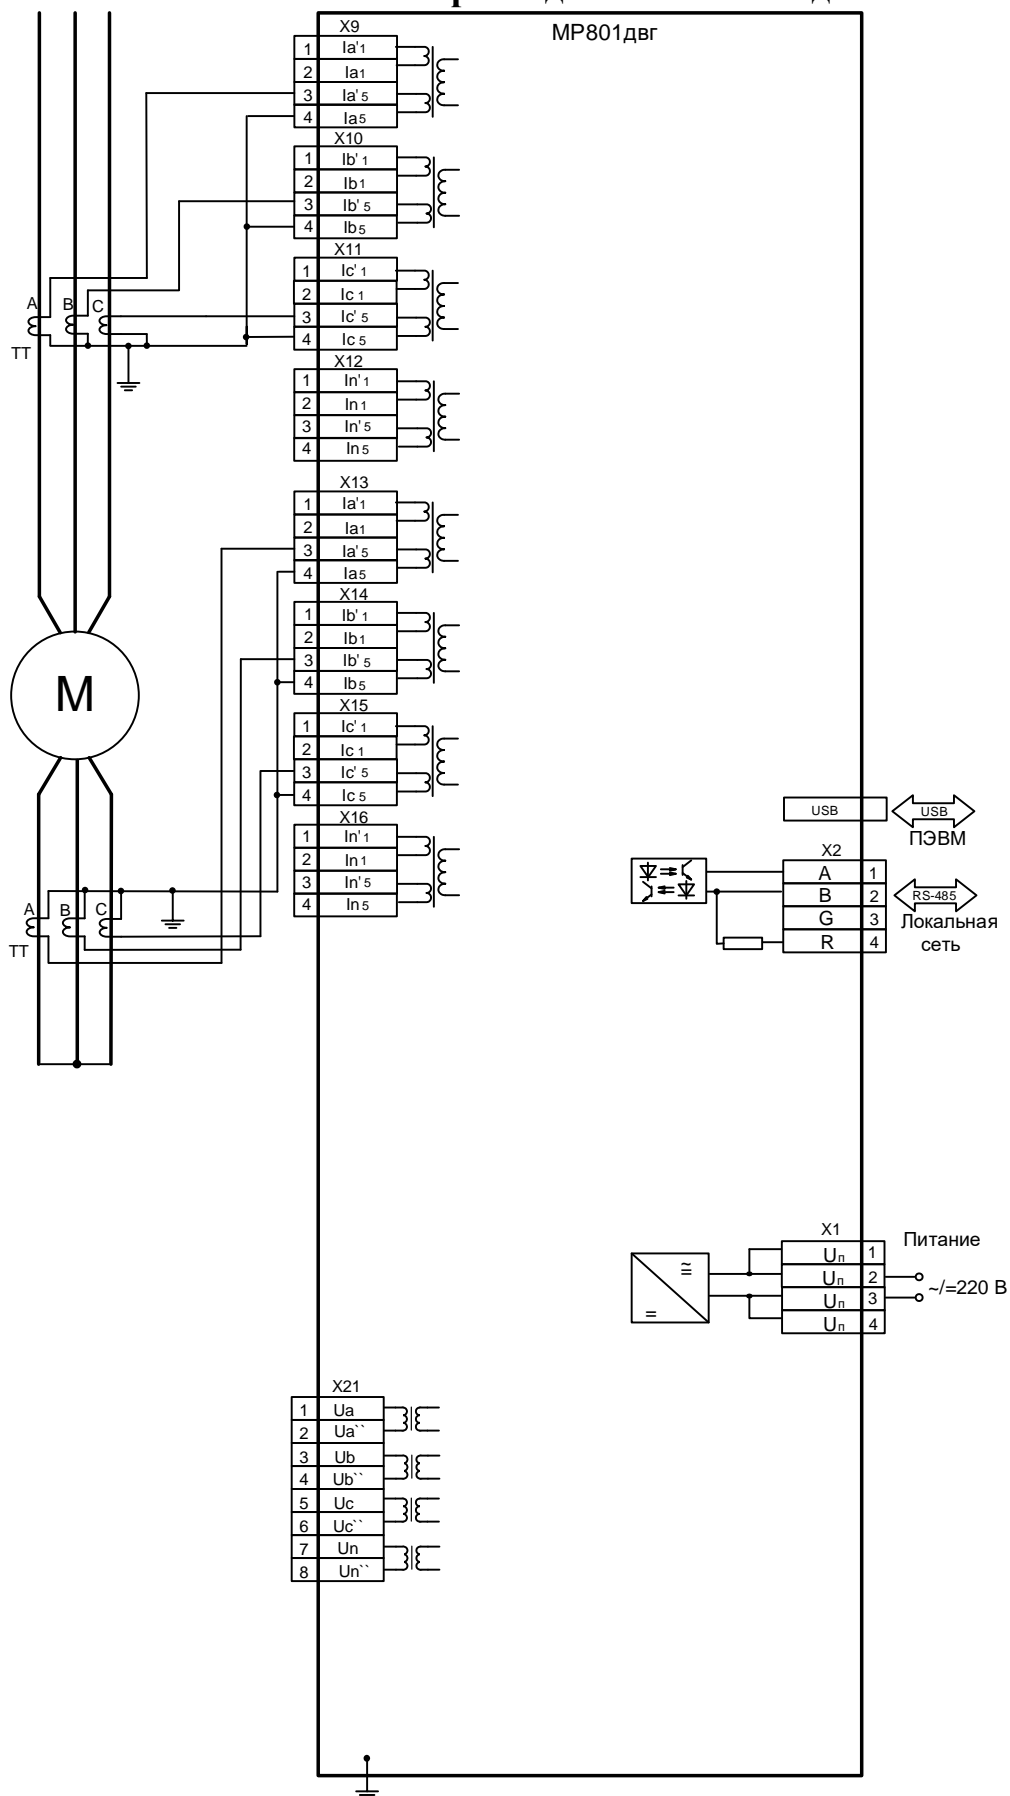 МР801двг
X9
1 Ia'1
2 Ia1
3 Ia'5
4 Ia5
X10
1 Ib'1
2 Ib1
3 Ib'5
4 Ib5
X11
1 Ic'1
2 Ic1
3 Ic'5
4 Ic5
A B C
ТТ
X12
1 In'1
2 In1
3 In'5
4 In5
X13
1 Ia'1
2 Ia1
3 Ia'5
4 Ia5
X14
1 Ib'1
2 Ib1
3 Ib'5
4 Ib5
М
X15
1 Ic'1
2 Ic1
3 Ic'5
4 Ic5
X16
1 In'1
2 In1
3 In'5
4 In5
A B C
ТТ
USB USB
ПЭВМ
X2
A 1
B 2
RS-485
G 3
R 4
Локальная
сеть
X1
Питание
Uп 1
Uп 2
Uп 3
Uп 4
~/=220 В
≅
=
X21
1 Ua
2 Ua``
3 Ub
4 Ub``
5 Uc
6 Uc``
7 Un
8 Un``